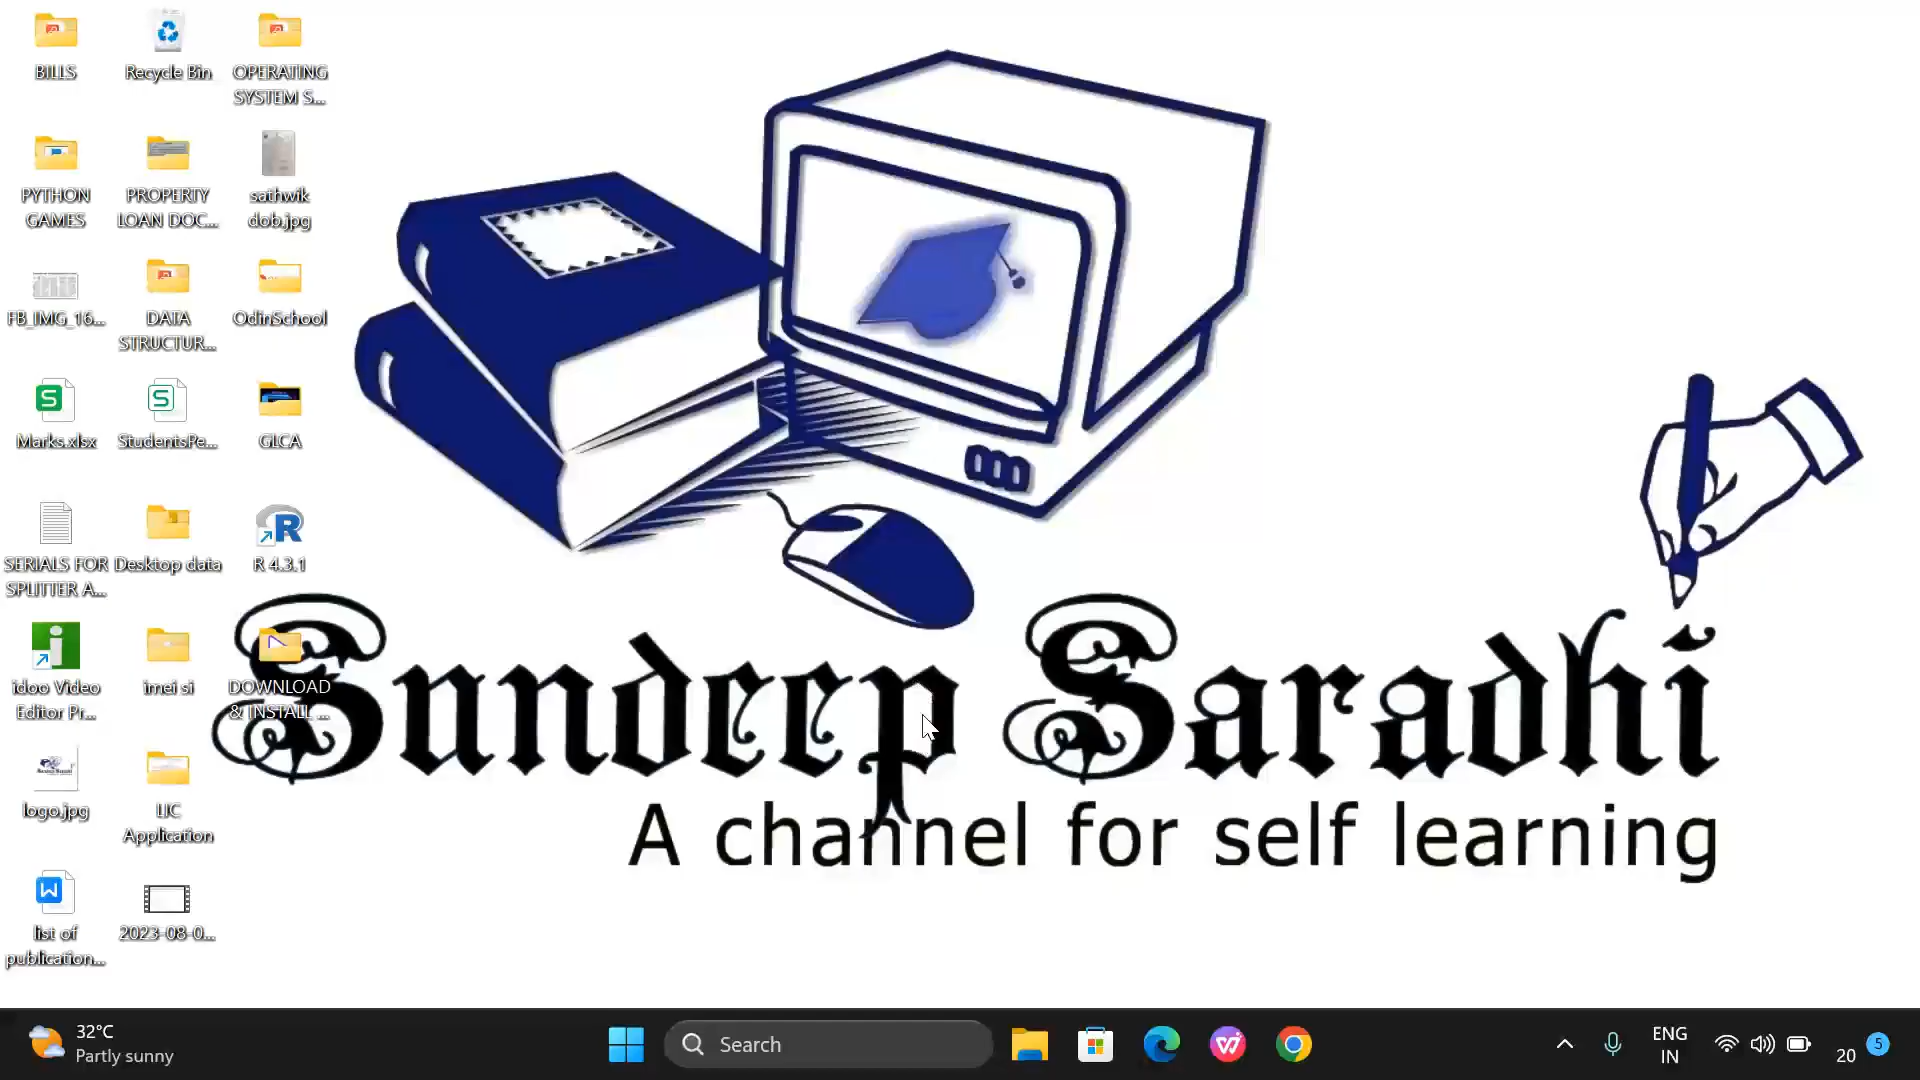 BILLS
Recycle Bin
OPERATING
SYSTEM S...
PYTHON
GAMES
PROPERTY
LOAN DOC...
sathwik
dob.jpg
FB_IMG_16...
DATA
STRUCTUR...
OdinSchool
Marks.xlsx
StudentsPe...
GLCA
SERIALS FOR
SPLITTER A...
Desktop data
R 4.3.1
idoo Video
Editor Pr...
imei si
DOWNLOAD
& INSTALL ...
logo.jpg
LIC
Application
list of
publication...
2023-08-0...
Sundeep Saradhi
A channel for self learning
32°C
Partly sunny
Search
ENG
IN
20
5